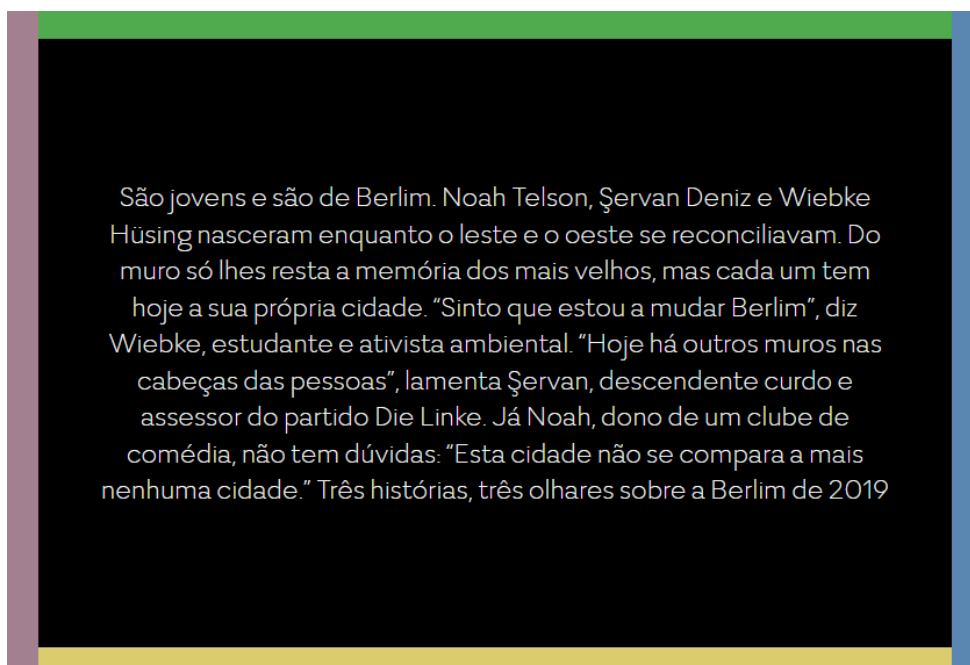 São jovens e são de Berlim. Noah Telson, Şervan Deniz e Wiebke
Hüsing nasceram enquanto o leste e o oeste se reconciliavam. Do
muro só lhes resta a memória dos mais velhos, mas cada um tem
hoje a sua própria cidade. “Sinto que estou a mudar Berlim”, diz
Wiebke, estudante e ativista ambiental. “Hoje há outros muros nas
cabeças das pessoas”, lamenta Şervan, descendente curdo e
assessor do partido Die Linke. Já Noah, dono de um clube de
comédia, não tem dúvidas: “Esta cidade não se compara a mais
nenhuma cidade.” Três histórias, três olhares sobre a Berlim de 2019